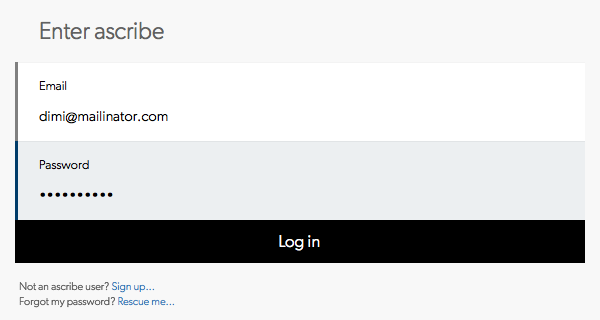 Enter ascribe
Email
dimi@mailinator.com
Password
••••••••••
Log in
Not an ascribe user? Sign up...
Forgot my password? Rescue me...